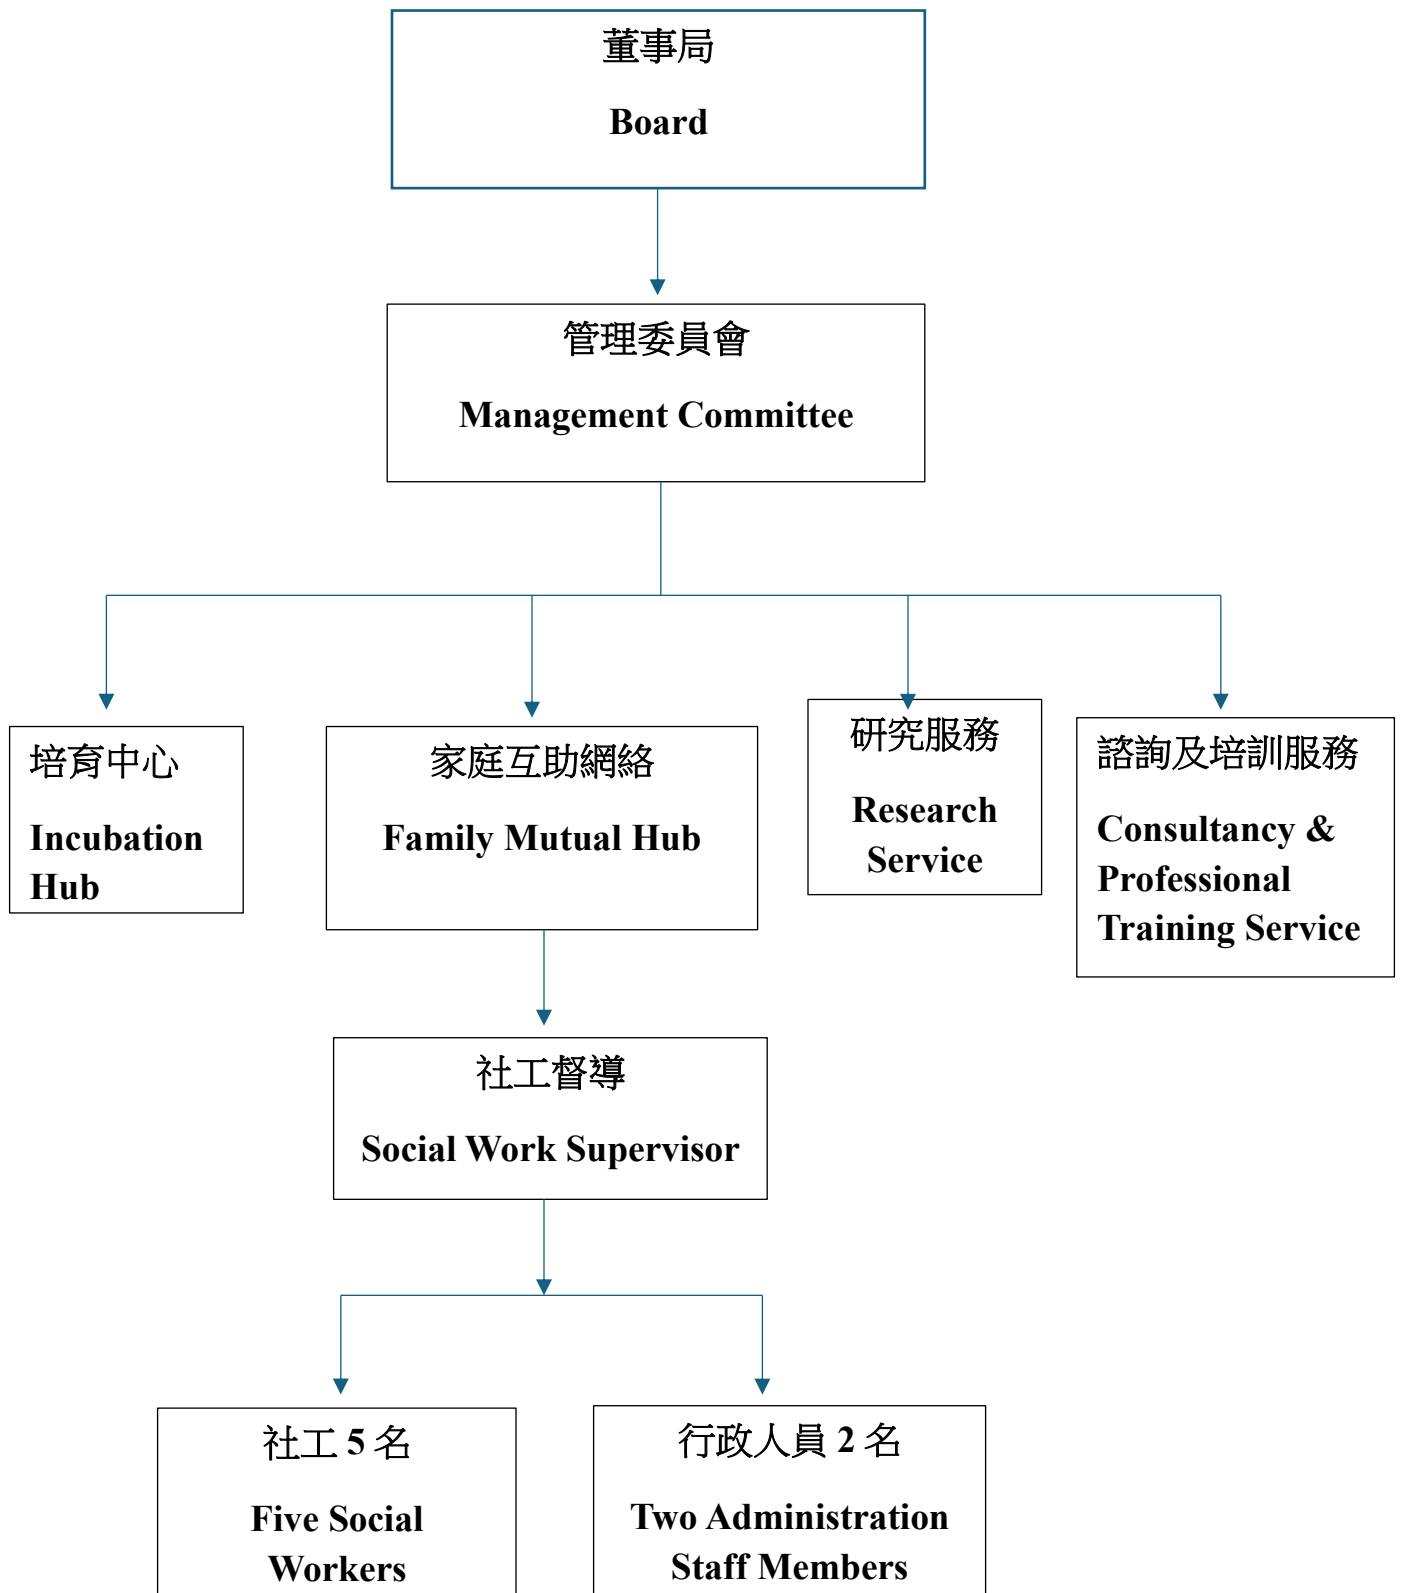 董事局
Board
管理委員會
Management Committee
培育中心
Incubation
Hub
家庭互助網絡
Family Mutual Hub
研究服務
Research
Service
諮詢及培訓服務
Consultancy &
Professional
Training Service
社工督導
Social Work Supervisor
社工 5 名
Five Social
Workers
行政人員 2 名
Two Administration
Staff Members